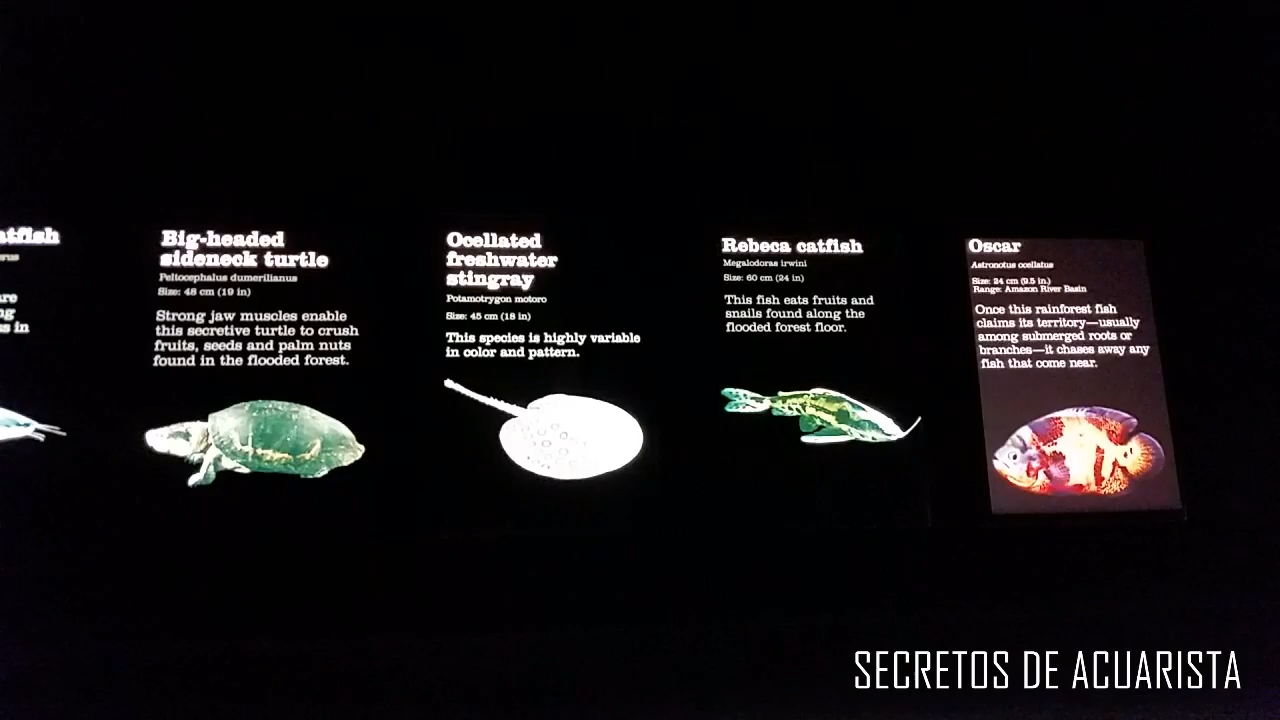 atfish
Big-headed
sideneck turtle
Peltocephalus dumerilianus
Size: 48 cm (19 in)
Strong jaw muscles enable
this secretive turtle to crush
fruits, seeds and palm nuts
found in the flooded forest.
Ocellated
freshwater
stingray
Potamotrygon motoro
Size: 45 cm (18 in)
This species is highly variable
in color and pattern.
Rebeca catfish
Megalodoras irwini
Size: 60 cm (24 in)
This fish eats fruits and
snails found along the
flooded forest floor.
Oscar
Astronotus ocellatus
Size: 24 cm (9.5 in.)
Range: Amazon River Basin
Once this rainforest fish
claims its territory—usually
among submerged roots or
branches—it chases away any
fish that come near.
SECRETOS DE ACUARISTA